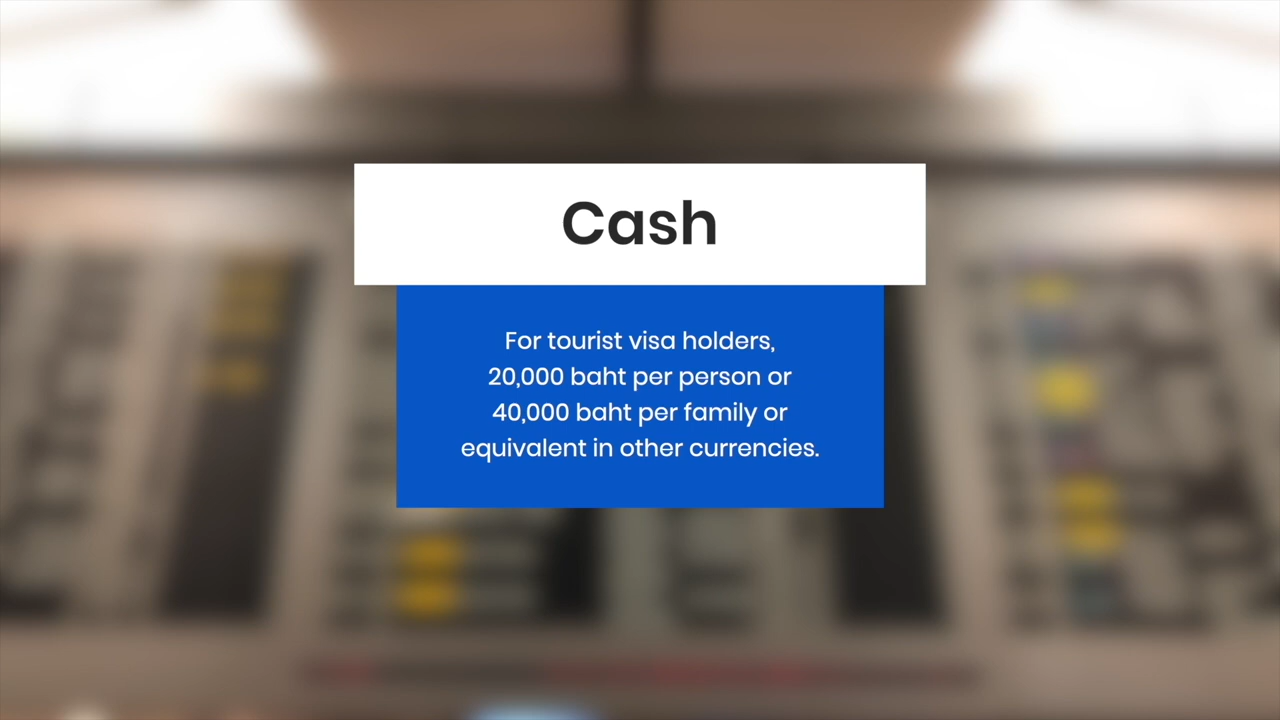 Cash
For tourist visa holders,
20,000 baht per person or
40,000 baht per family or
equivalent in other currencies.